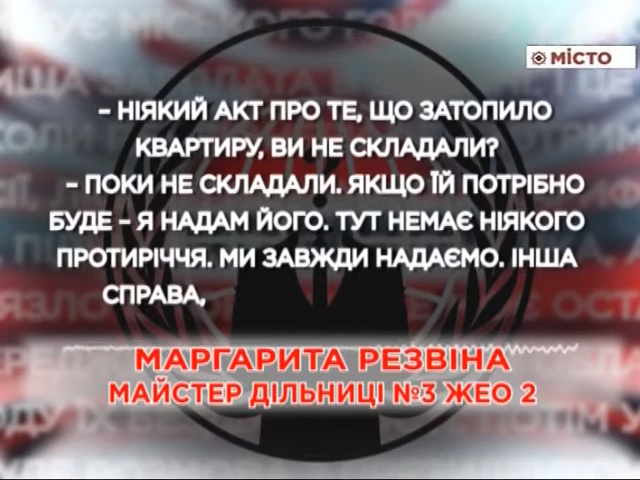 МІСТО
– НІЯКИЙ АКТ ПРО ТЕ, ЩО ЗАТОПИЛО
КВАРТИРУ, ВИ НЕ СКЛАДАЛИ?
– ПОКИ НЕ СКЛАДАЛИ. ЯКЩО ЇЙ ПОТРІБНО
БУДЕ – Я НАДАМ ЙОГО. ТУТ НЕМАЄ НІЯКОГО
ПРОТИРІЧЧЯ. МИ ЗАВЖДИ НАДАЄМО. ІНША
СПРАВА,
МАРГАРИТА РЕЗВІНА
МАЙСТЕР ДІЛЬНИЦІ №3 ЖЕО 2